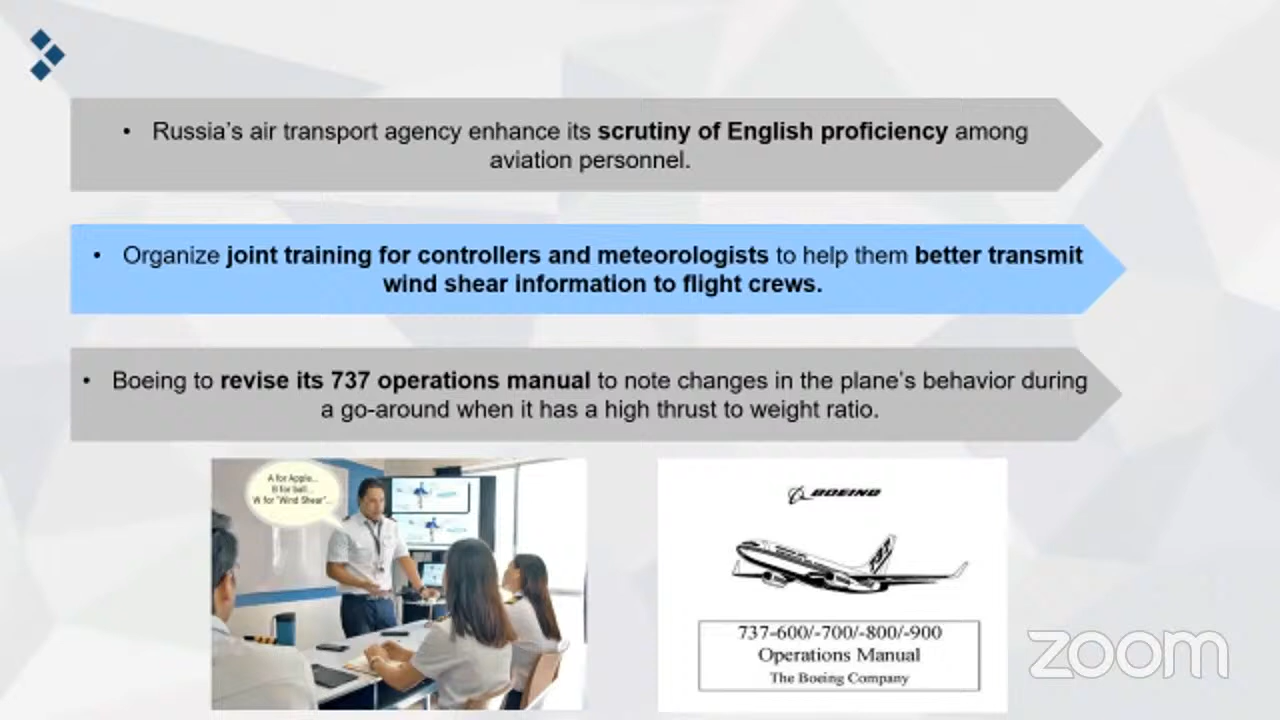 • Russia's air transport agency enhance its scrutiny of English proficiency among
aviation personnel.
• Organize joint training for controllers and meteorologists to help them better transmit
wind shear information to flight crews.
• Boeing to revise its 737 operations manual to note changes in the plane's behavior during
a go-around when it has a high thrust to weight ratio.
A for Apple...
B for ball...
W for "Wind Shear"...
BOEING
737
737-600/-700/-800/-900
Operations Manual
The Boeing Company
zoom